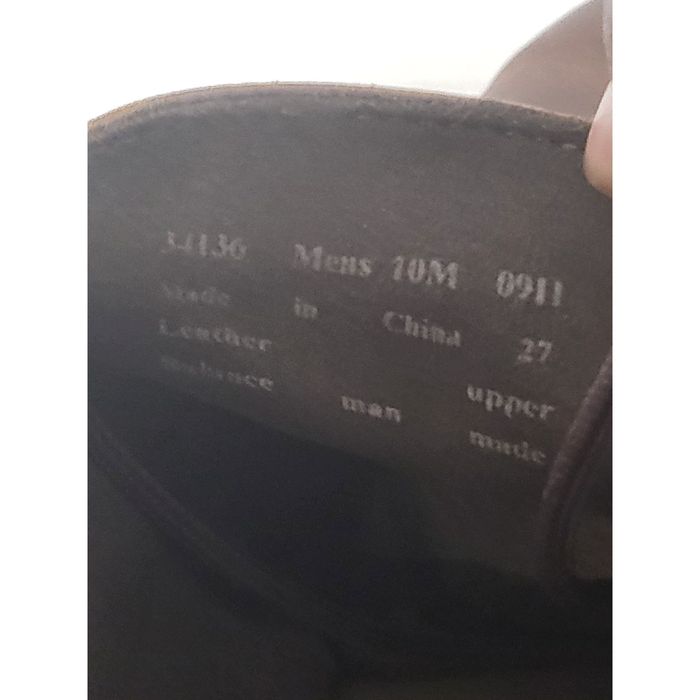 34136 Mens 10M 0911
Made in China 27
Leather upper
Balance man made